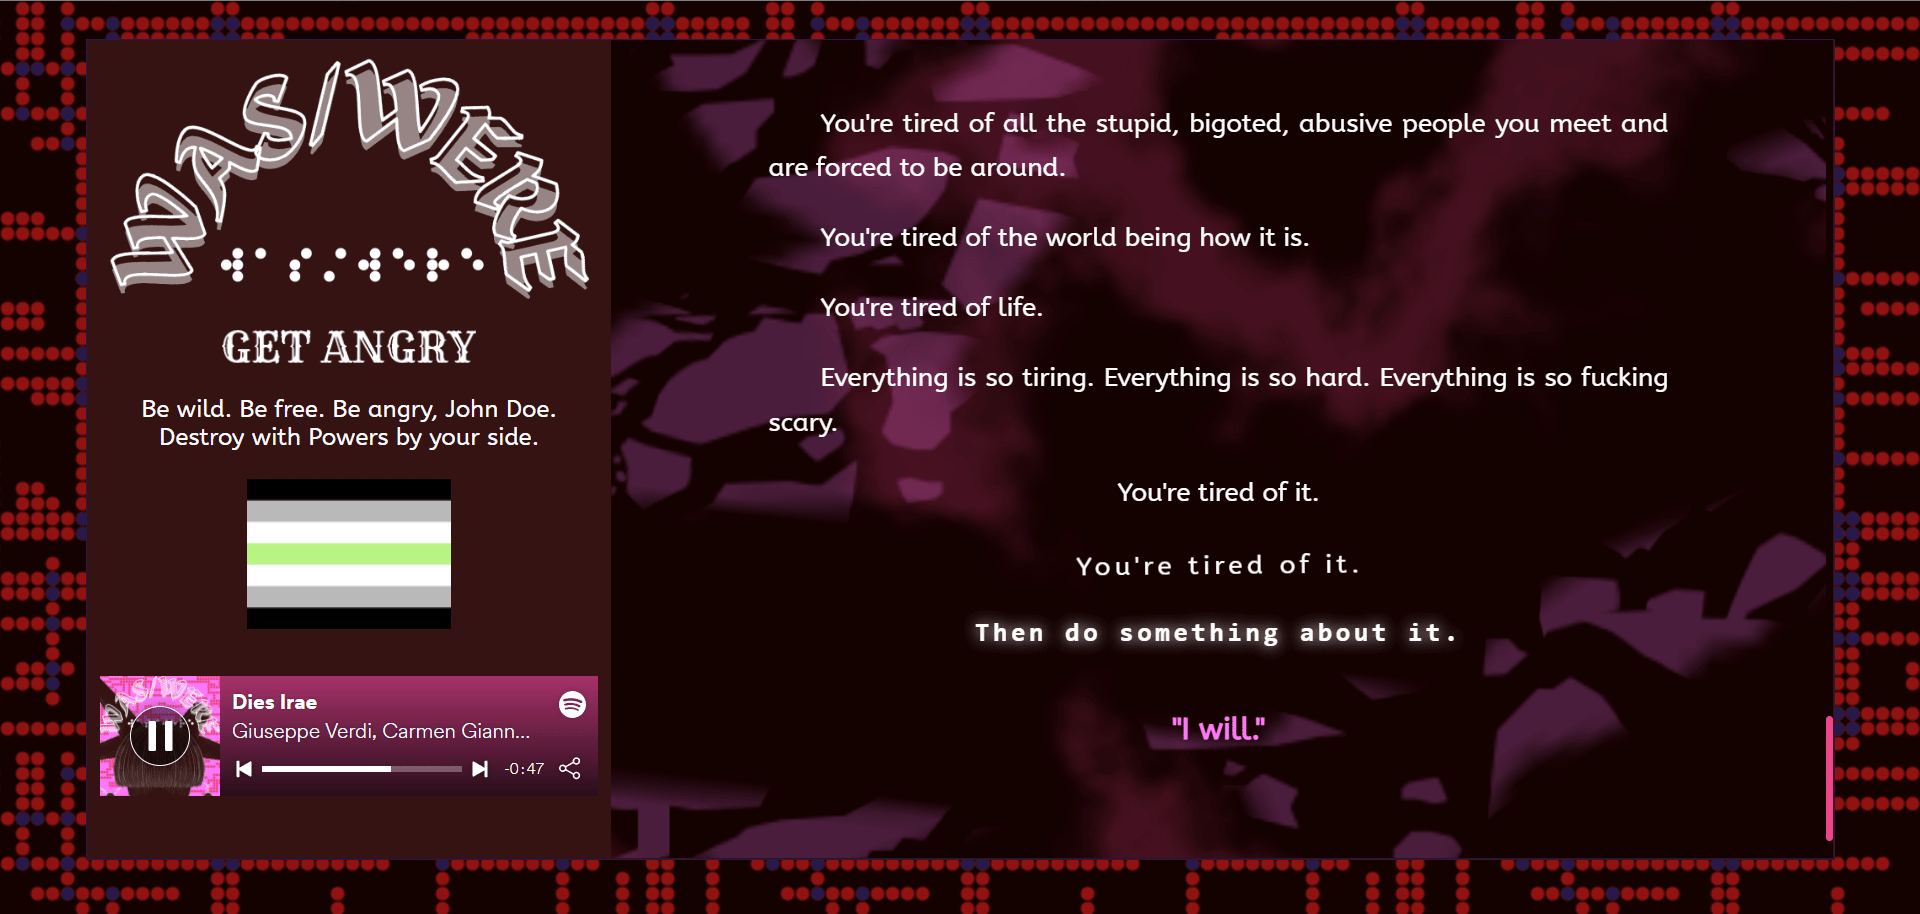 WAS/WERE
⠺⠁⠎⠌⠺⠑⠗⠑
GET ANGRY
Be wild. Be free. Be angry, John Doe.
Destroy with Powers by your side.
WAS/WERE
Dies Irae
Giuseppe Verdi, Carmen Giann...
-0:47
You're tired of all the stupid, bigoted, abusive people you meet and
are forced to be around.
You're tired of the world being how it is.
You're tired of life.
Everything is so tiring. Everything is so hard. Everything is so fucking
scary.
You're tired of it.
You're tired of it.
Then do something about it.
"I will."